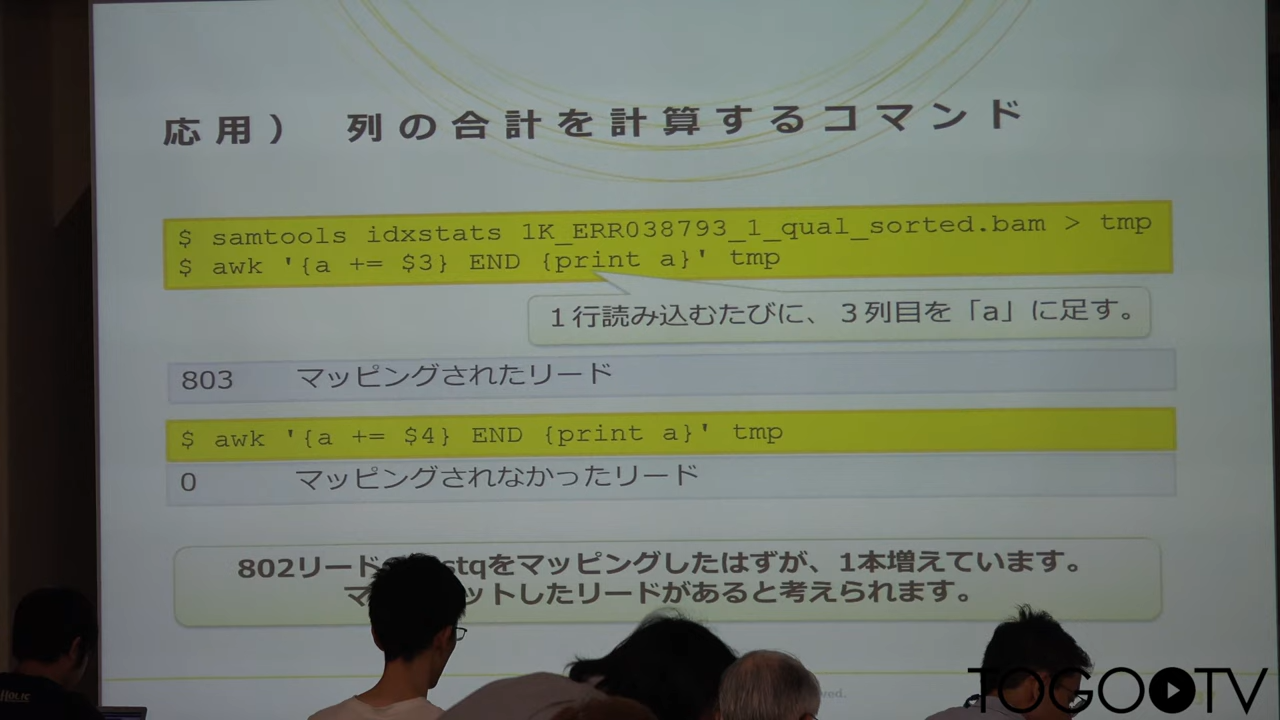 応用） 列の合計を計算するコマンド
$ samtools idxstats 1K_ERR038793_1_qual_sorted.bam > tmp
$ awk '{a += $3} END {print a}' tmp
１行読み込むたびに、３列目を「a」に足す。
803 マッピングされたリード
$ awk '{a += $4} END {print a}' tmp
0 マッピングされなかったリード
802リード stqをマッピングしたはずが、1本増えています。
マ ットしたリードがあると考えられます。
TOGOTV